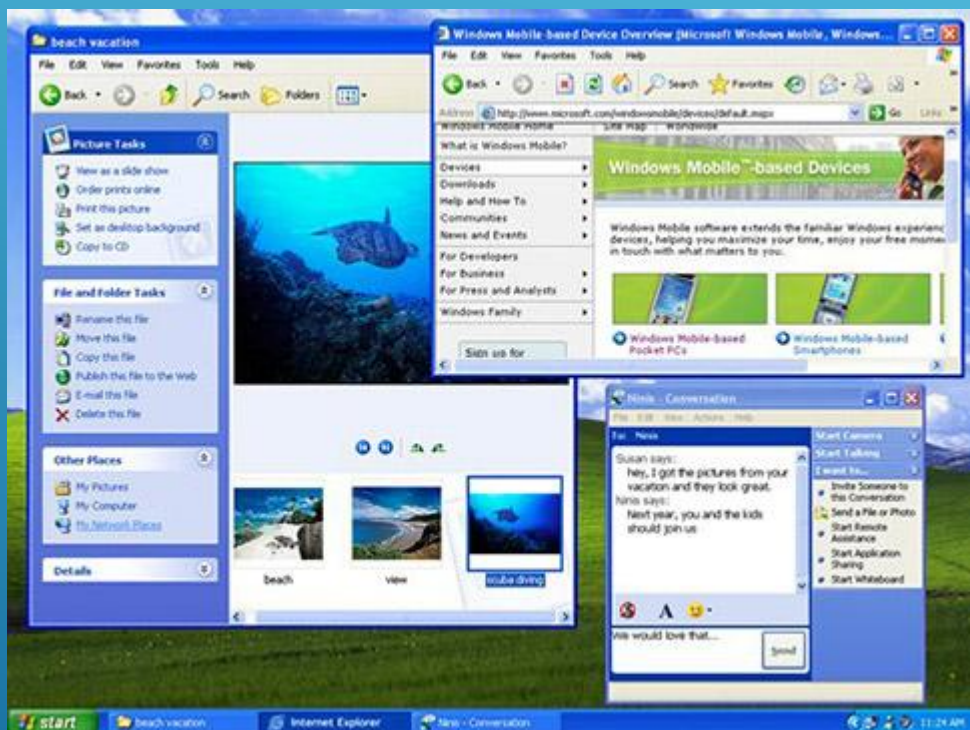 beach vacation
File Edit View Favorites Tools Help
Back Search Folders
Picture Tasks
View as a slide show
Order prints online
Print this picture
Set as desktop background
Copy to CD
File and Folder Tasks
Rename this file
Move this file
Copy this file
Publish this file to the Web
E-mail this file
Delete this file
Other Places
My Pictures
My Computer
My Network Places
Details
beach view scuba diving
Windows Mobile-based Device Overview (Microsoft Windows Mobile, Windows...
File Edit View Favorites Tools Help
Back Search Favorites
Address http://www.microsoft.com/windowsmobile/devices/default.mspx Go Links
Windows Mobile Home Site Map Worldwide
What is Windows Mobile?
Devices
Downloads
Help and How To
Communities
News and Events
For Developers
For Business
For Press and Analysts
Windows Family
Sign up for
Windows Mobile™-based Devices
Windows Mobile software extends the familiar Windows experienc
devices, helping you maximize your time, enjoy your free mome
in touch with what matters to you.
Windows Mobile-based
Pocket PCs
Windows Mobile-based
Smartphones
Ninis - Conversation
File Edit View Actions Help
To: Ninis
Susan says:
hey, I got the pictures from your
vacation and they look great.
Ninis says:
Next year, you and the kids
should join us
A
We would love that...
Send
Start Camera
Start Talking
I want to...
Invite Someone to
this Conversation
Send a File or Photo
Start Remote
Assistance
Start Application
Sharing
Start Whiteboard
start beach vacation Internet Explorer Ninis - Conversation 11:24 AM